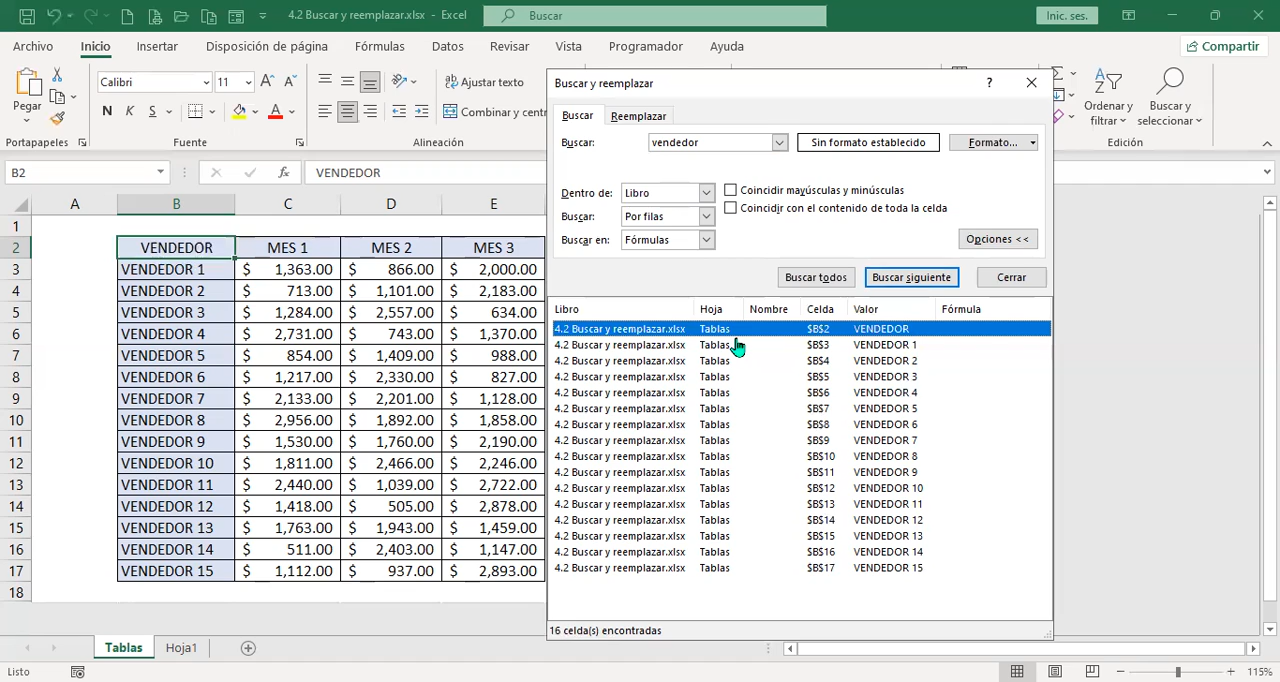 4.2 Buscar y reemplazar.xlsx - Excel
Buscar
Inic. ses.
Archivo Inicio Insertar Disposición de página Fórmulas Datos Revisar Vista Programador Ayuda
Compartir
Pegar
Calibri 11
N K S
Ajustar texto
Combinar y centr
Ordenar y filtrar
Buscar y seleccionar
Portapapeles Fuente Alineación Edición
B2 fx VENDEDOR
A B C D E
1
2 VENDEDOR MES 1 MES 2 MES 3
3 VENDEDOR 1 $ 1,363.00 $ 866.00 $ 2,000.00
4 VENDEDOR 2 $ 713.00 $ 1,101.00 $ 2,183.00
5 VENDEDOR 3 $ 1,284.00 $ 2,557.00 $ 634.00
6 VENDEDOR 4 $ 2,731.00 $ 743.00 $ 1,370.00
7 VENDEDOR 5 $ 854.00 $ 1,409.00 $ 988.00
8 VENDEDOR 6 $ 1,217.00 $ 2,330.00 $ 827.00
9 VENDEDOR 7 $ 2,133.00 $ 2,201.00 $ 1,128.00
10 VENDEDOR 8 $ 2,956.00 $ 1,892.00 $ 1,858.00
11 VENDEDOR 9 $ 1,530.00 $ 1,760.00 $ 2,190.00
12 VENDEDOR 10 $ 1,811.00 $ 2,466.00 $ 2,246.00
13 VENDEDOR 11 $ 2,440.00 $ 1,039.00 $ 2,722.00
14 VENDEDOR 12 $ 1,418.00 $ 505.00 $ 2,878.00
15 VENDEDOR 13 $ 1,763.00 $ 1,943.00 $ 1,459.00
16 VENDEDOR 14 $ 511.00 $ 2,403.00 $ 1,147.00
17 VENDEDOR 15 $ 1,112.00 $ 937.00 $ 2,893.00
18
Buscar y reemplazar ?
Buscar Reemplazar
Buscar: vendedor Sin formato establecido Formato...
Dentro de: Libro Coincidir mayúsculas y minúsculas
Buscar: Por filas Coincidir con el contenido de toda la celda
Buscar en: Fórmulas Opciones <<
Buscar todos Buscar siguiente Cerrar
Libro Hoja Nombre Celda Valor Fórmula
4.2 Buscar y reemplazar.xlsx Tablas $B$2 VENDEDOR
4.2 Buscar y reemplazar.xlsx Tablas $B$3 VENDEDOR 1
4.2 Buscar y reemplazar.xlsx Tablas $B$4 VENDEDOR 2
4.2 Buscar y reemplazar.xlsx Tablas $B$5 VENDEDOR 3
4.2 Buscar y reemplazar.xlsx Tablas $B$6 VENDEDOR 4
4.2 Buscar y reemplazar.xlsx Tablas $B$7 VENDEDOR 5
4.2 Buscar y reemplazar.xlsx Tablas $B$8 VENDEDOR 6
4.2 Buscar y reemplazar.xlsx Tablas $B$9 VENDEDOR 7
4.2 Buscar y reemplazar.xlsx Tablas $B$10 VENDEDOR 8
4.2 Buscar y reemplazar.xlsx Tablas $B$11 VENDEDOR 9
4.2 Buscar y reemplazar.xlsx Tablas $B$12 VENDEDOR 10
4.2 Buscar y reemplazar.xlsx Tablas $B$13 VENDEDOR 11
4.2 Buscar y reemplazar.xlsx Tablas $B$14 VENDEDOR 12
4.2 Buscar y reemplazar.xlsx Tablas $B$15 VENDEDOR 13
4.2 Buscar y reemplazar.xlsx Tablas $B$16 VENDEDOR 14
4.2 Buscar y reemplazar.xlsx Tablas $B$17 VENDEDOR 15
16 celda(s) encontradas
Tablas Hoja1
Listo 115%